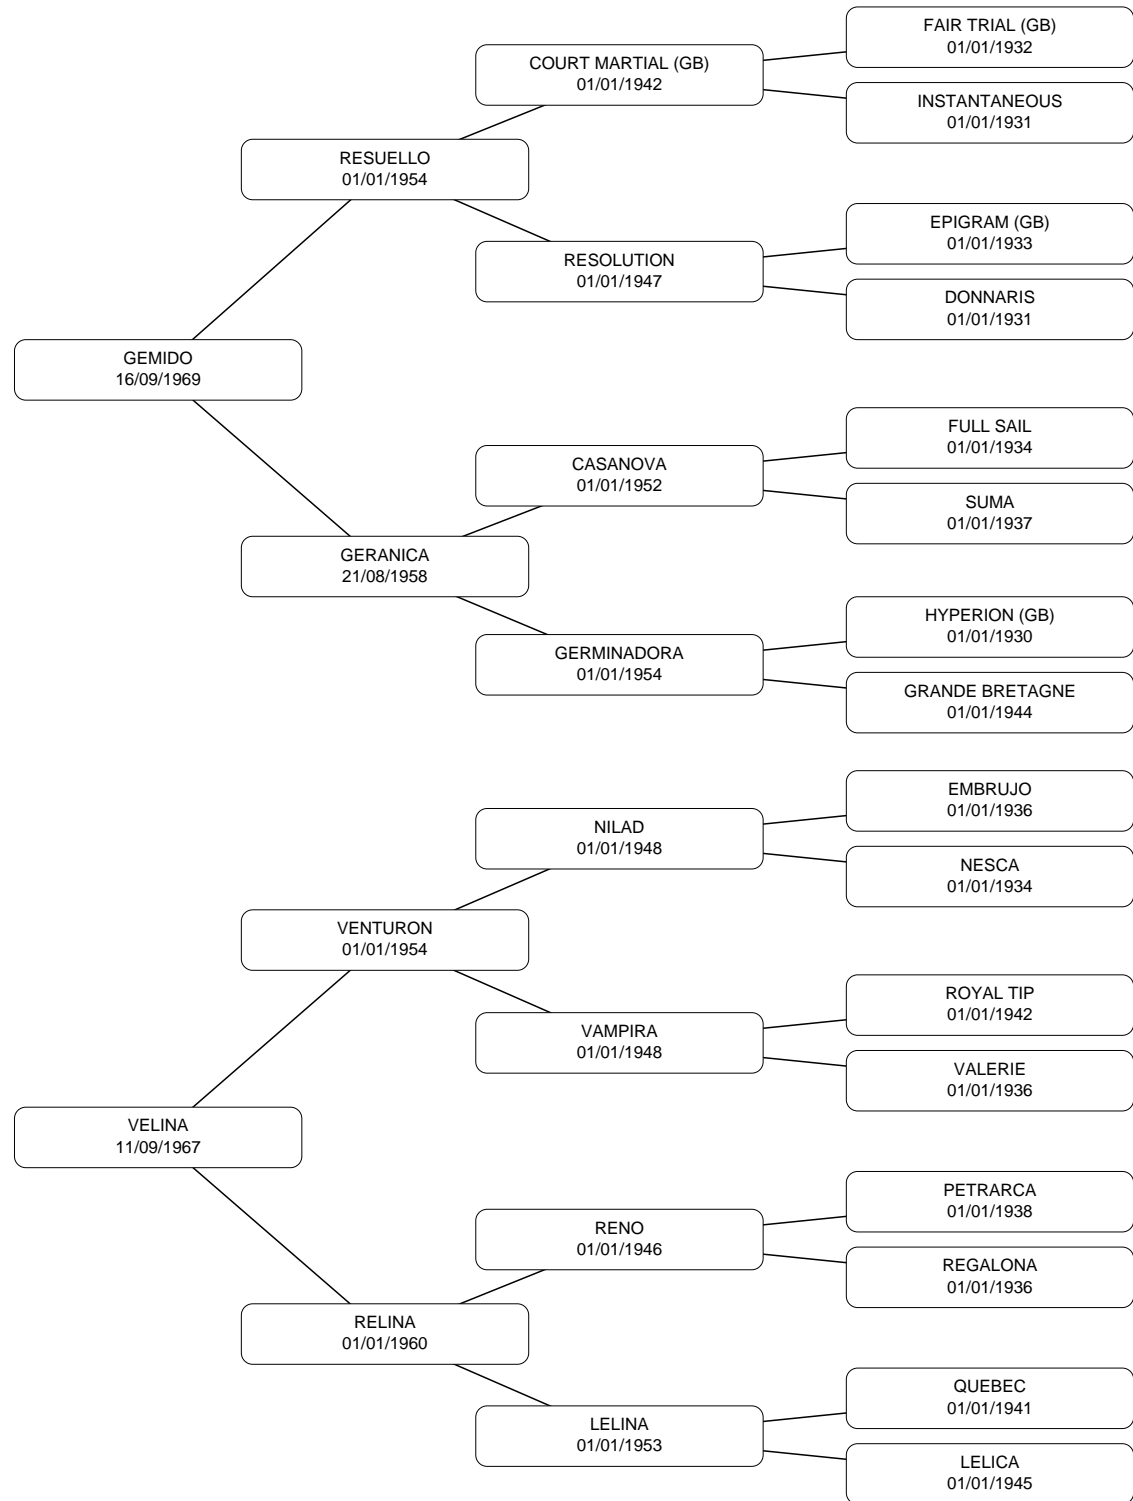 FAIR TRIAL (GB)
01/01/1932
COURT MARTIAL (GB)
01/01/1942
INSTANTANEOUS
01/01/1931
RESUELLO
01/01/1954
EPIGRAM (GB)
01/01/1933
RESOLUTION
01/01/1947
DONNARIS
01/01/1931
GEMIDO
16/09/1969
FULL SAIL
01/01/1934
CASANOVA
01/01/1952
SUMA
01/01/1937
GERANICA
21/08/1958
HYPERION (GB)
01/01/1930
GERMINADORA
01/01/1954
GRANDE BRETAGNE
01/01/1944
EMBRUJO
01/01/1936
NILAD
01/01/1948
NESCA
01/01/1934
VENTURON
01/01/1954
ROYAL TIP
01/01/1942
VAMPIRA
01/01/1948
VALERIE
01/01/1936
VELINA
11/09/1967
PETRARCA
01/01/1938
RENO
01/01/1946
REGALONA
01/01/1936
RELINA
01/01/1960
QUEBEC
01/01/1941
LELINA
01/01/1953
LELICA
01/01/1945